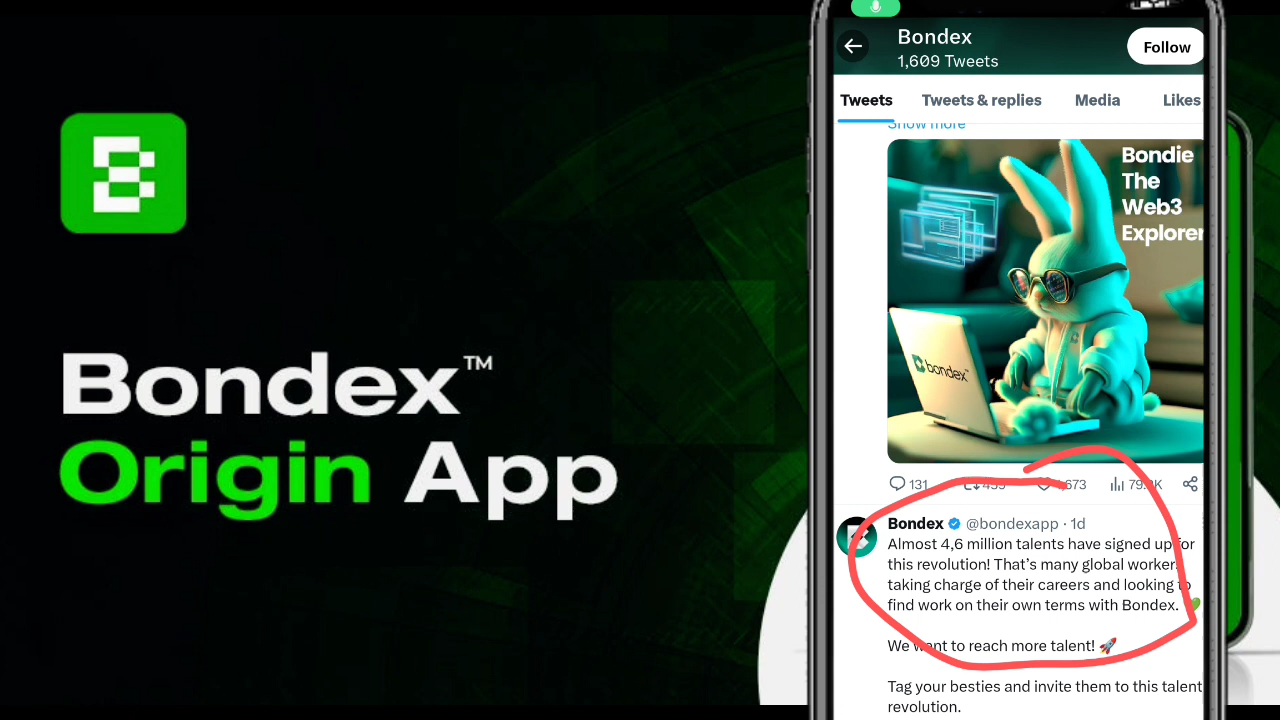 Bondex™
Origin App
Bondex
1,609 Tweets
Follow
Tweets
Tweets & replies
Media
Likes
Show more
Bondie
The
Web3
Explorer
bondex™
131
Bondex @bondexapp · 1d
Almost 4,6 million talents have signed up for
this revolution! That's many global workers
taking charge of their careers and looking to
find work on their own terms with Bondex. 💚
We want to reach more talent! 🚀
Tag your besties and invite them to this talent
revolution.